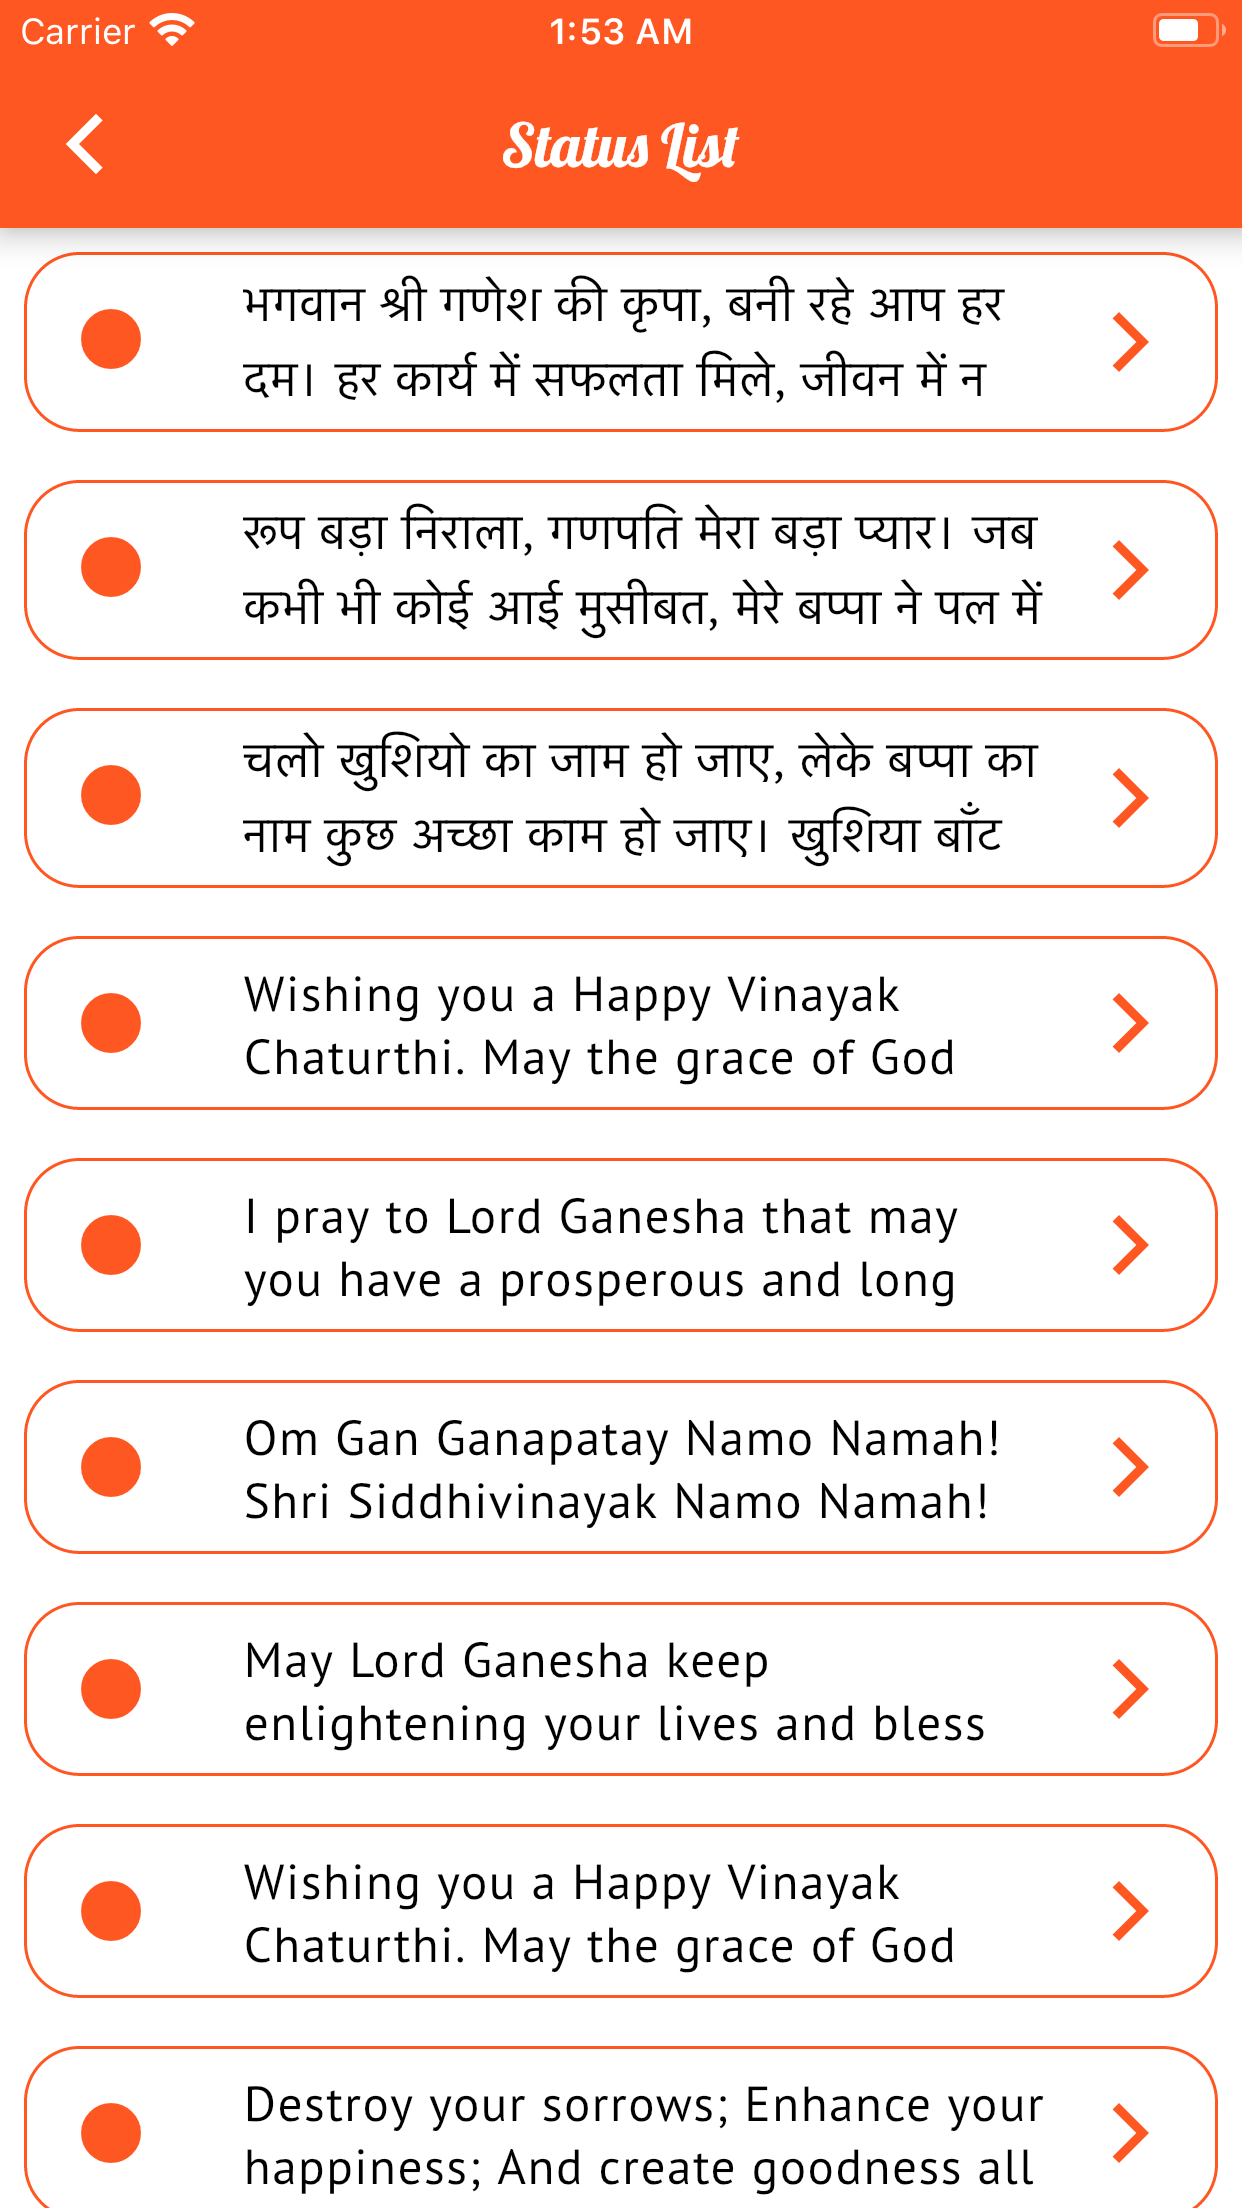 Carrier 1:53 AM
Status List
भगवान श्री गणेश की कृपा, बनी रहे आप हर
दम। हर कार्य में सफलता मिले, जीवन में न
रूप बड़ा निराला, गणपति मेरा बड़ा प्यार। जब
कभी भी कोई आई मुसीबत, मेरे बप्पा ने पल में
चलो खुशियो का जाम हो जाए, लेके बप्पा का
नाम कुछ अच्छा काम हो जाए। खुशिया बाँट
Wishing you a Happy Vinayak
Chaturthi. May the grace of God
I pray to Lord Ganesha that may
you have a prosperous and long
Om Gan Ganapatay Namo Namah!
Shri Siddhivinayak Namo Namah!
May Lord Ganesha keep
enlightening your lives and bless
Wishing you a Happy Vinayak
Chaturthi. May the grace of God
Destroy your sorrows; Enhance your
happiness; And create goodness all